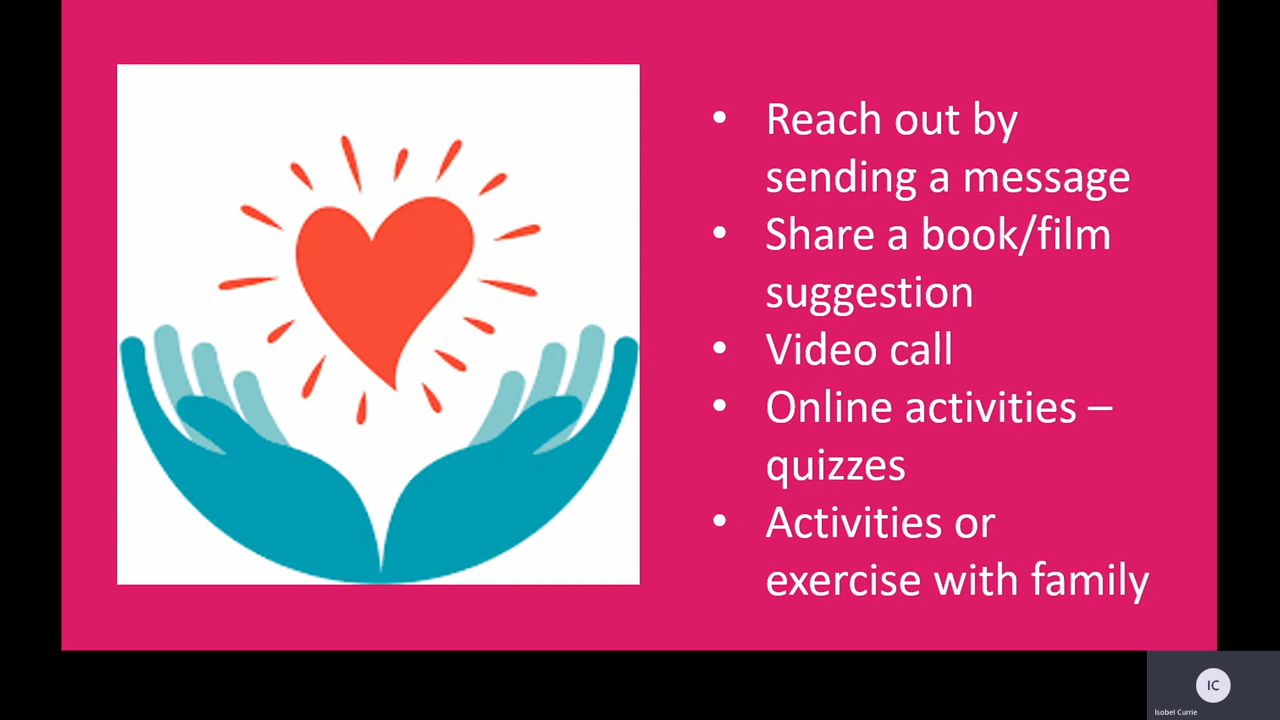 • Reach out by
sending a message
• Share a book/film
suggestion
• Video call
• Online activities –
quizzes
• Activities or
exercise with family
IC
Isobel Currie